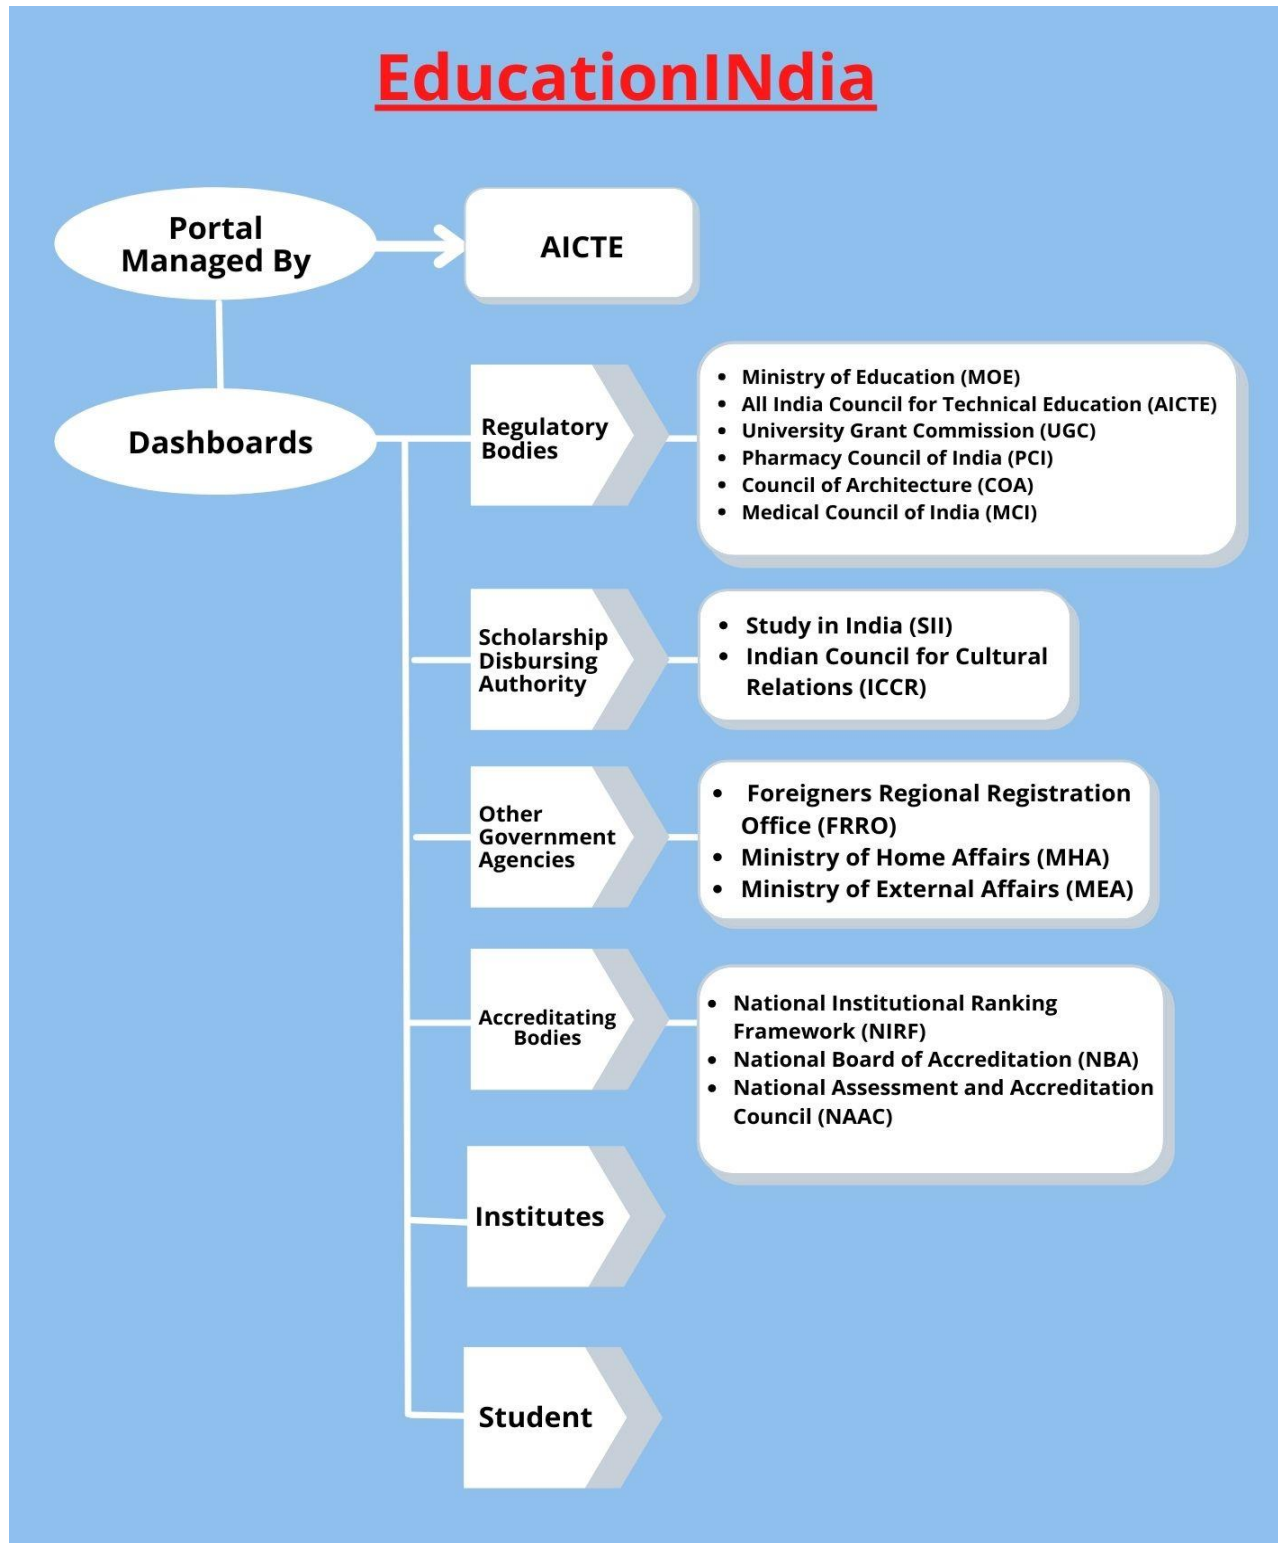 EducationINdia
Portal
Managed By
AICTE
Dashboards
Regulatory
Bodies
• Ministry of Education (MOE)
• All India Council for Technical Education (AICTE)
• University Grant Commission (UGC)
• Pharmacy Council of India (PCI)
• Council of Architecture (COA)
• Medical Council of India (MCI)
Scholarship
Disbursing
Authority
• Study in India (SII)
• Indian Council for Cultural
Relations (ICCR)
Other
Government
Agencies
• Foreigners Regional Registration
Office (FRRO)
• Ministry of Home Affairs (MHA)
• Ministry of External Affairs (MEA)
Accreditating
Bodies
• National Institutional Ranking
Framework (NIRF)
• National Board of Accreditation (NBA)
• National Assessment and Accreditation
Council (NAAC)
Institutes
Student